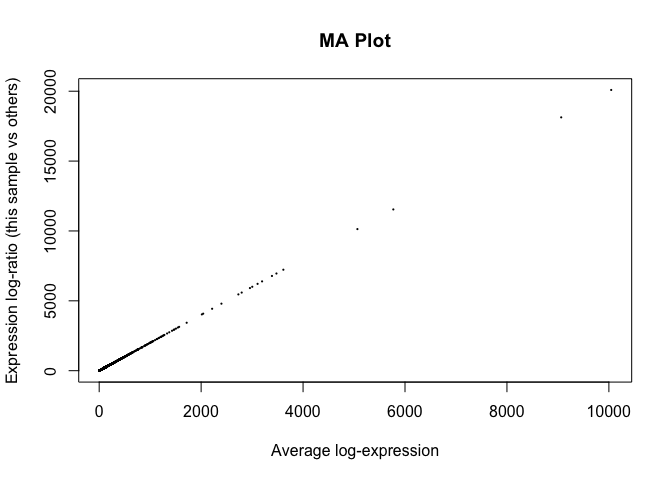 MA Plot
Expression log-ratio (this sample vs others)
20000
15000
10000
5000
0
0 2000 4000 6000 8000 10000
Average log-expression